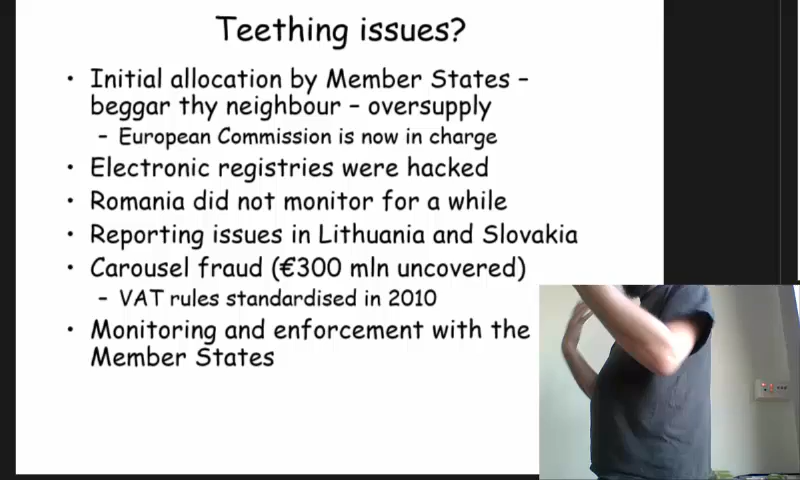 Teething issues?
• Initial allocation by Member States –
beggar thy neighbour – oversupply
– European Commission is now in charge
• Electronic registries were hacked
• Romania did not monitor for a while
• Reporting issues in Lithuania and Slovakia
• Carousel fraud (€300 mln uncovered)
– VAT rules standardised in 2010
• Monitoring and enforcement with the
Member States